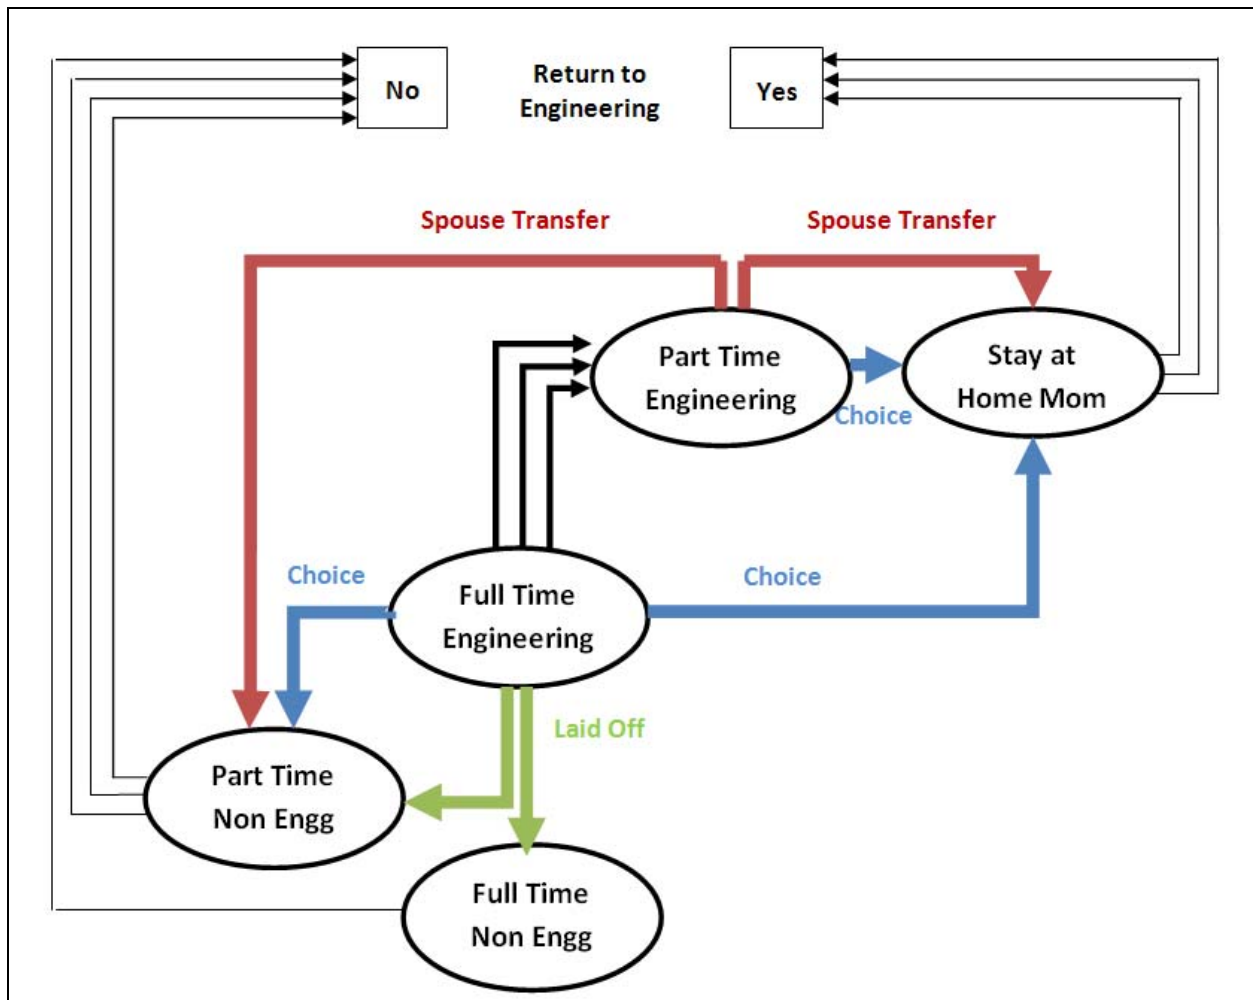 No
Return to
Engineering
Yes
Spouse Transfer
Spouse Transfer
Part Time
Engineering
Stay at
Home Mom
Choice
Choice
Full Time
Engineering
Choice
Laid Off
Part Time
Non Engg
Full Time
Non Engg